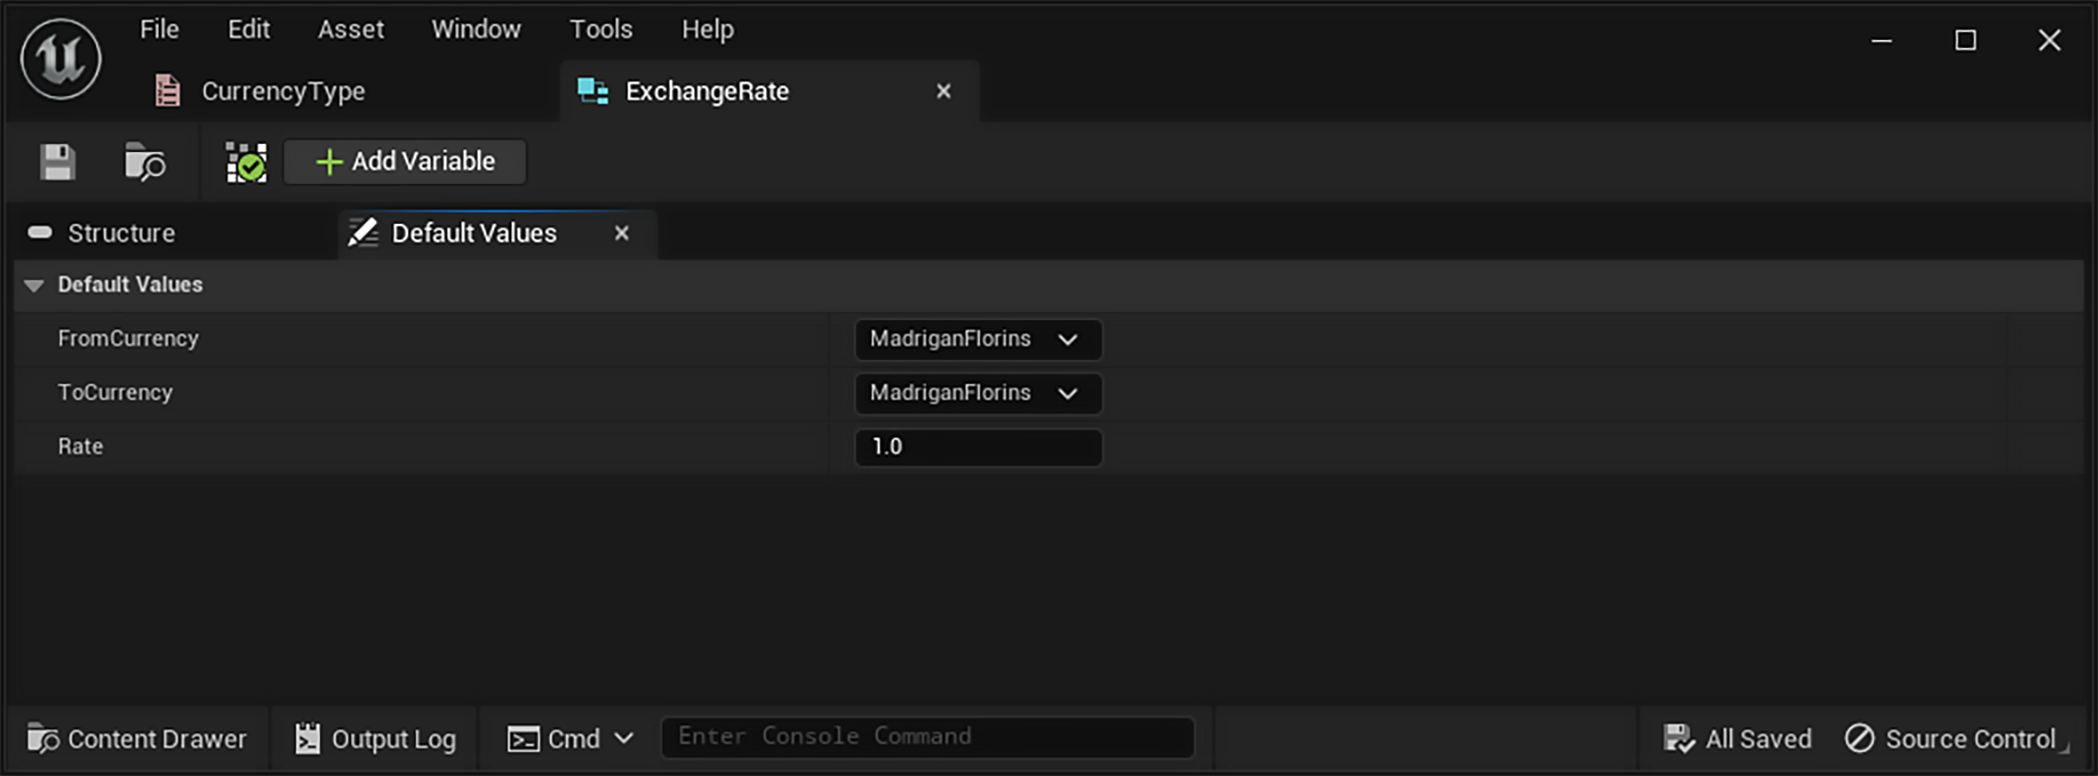 File Edit Asset Window Tools Help
CurrencyType ExchangeRate
Add Variable
Structure Default Values
Default Values
FromCurrency MadriganFlorins
ToCurrency MadriganFlorins
Rate 1.0
Content Drawer Output Log Cmd Enter Console Command All Saved Source Control